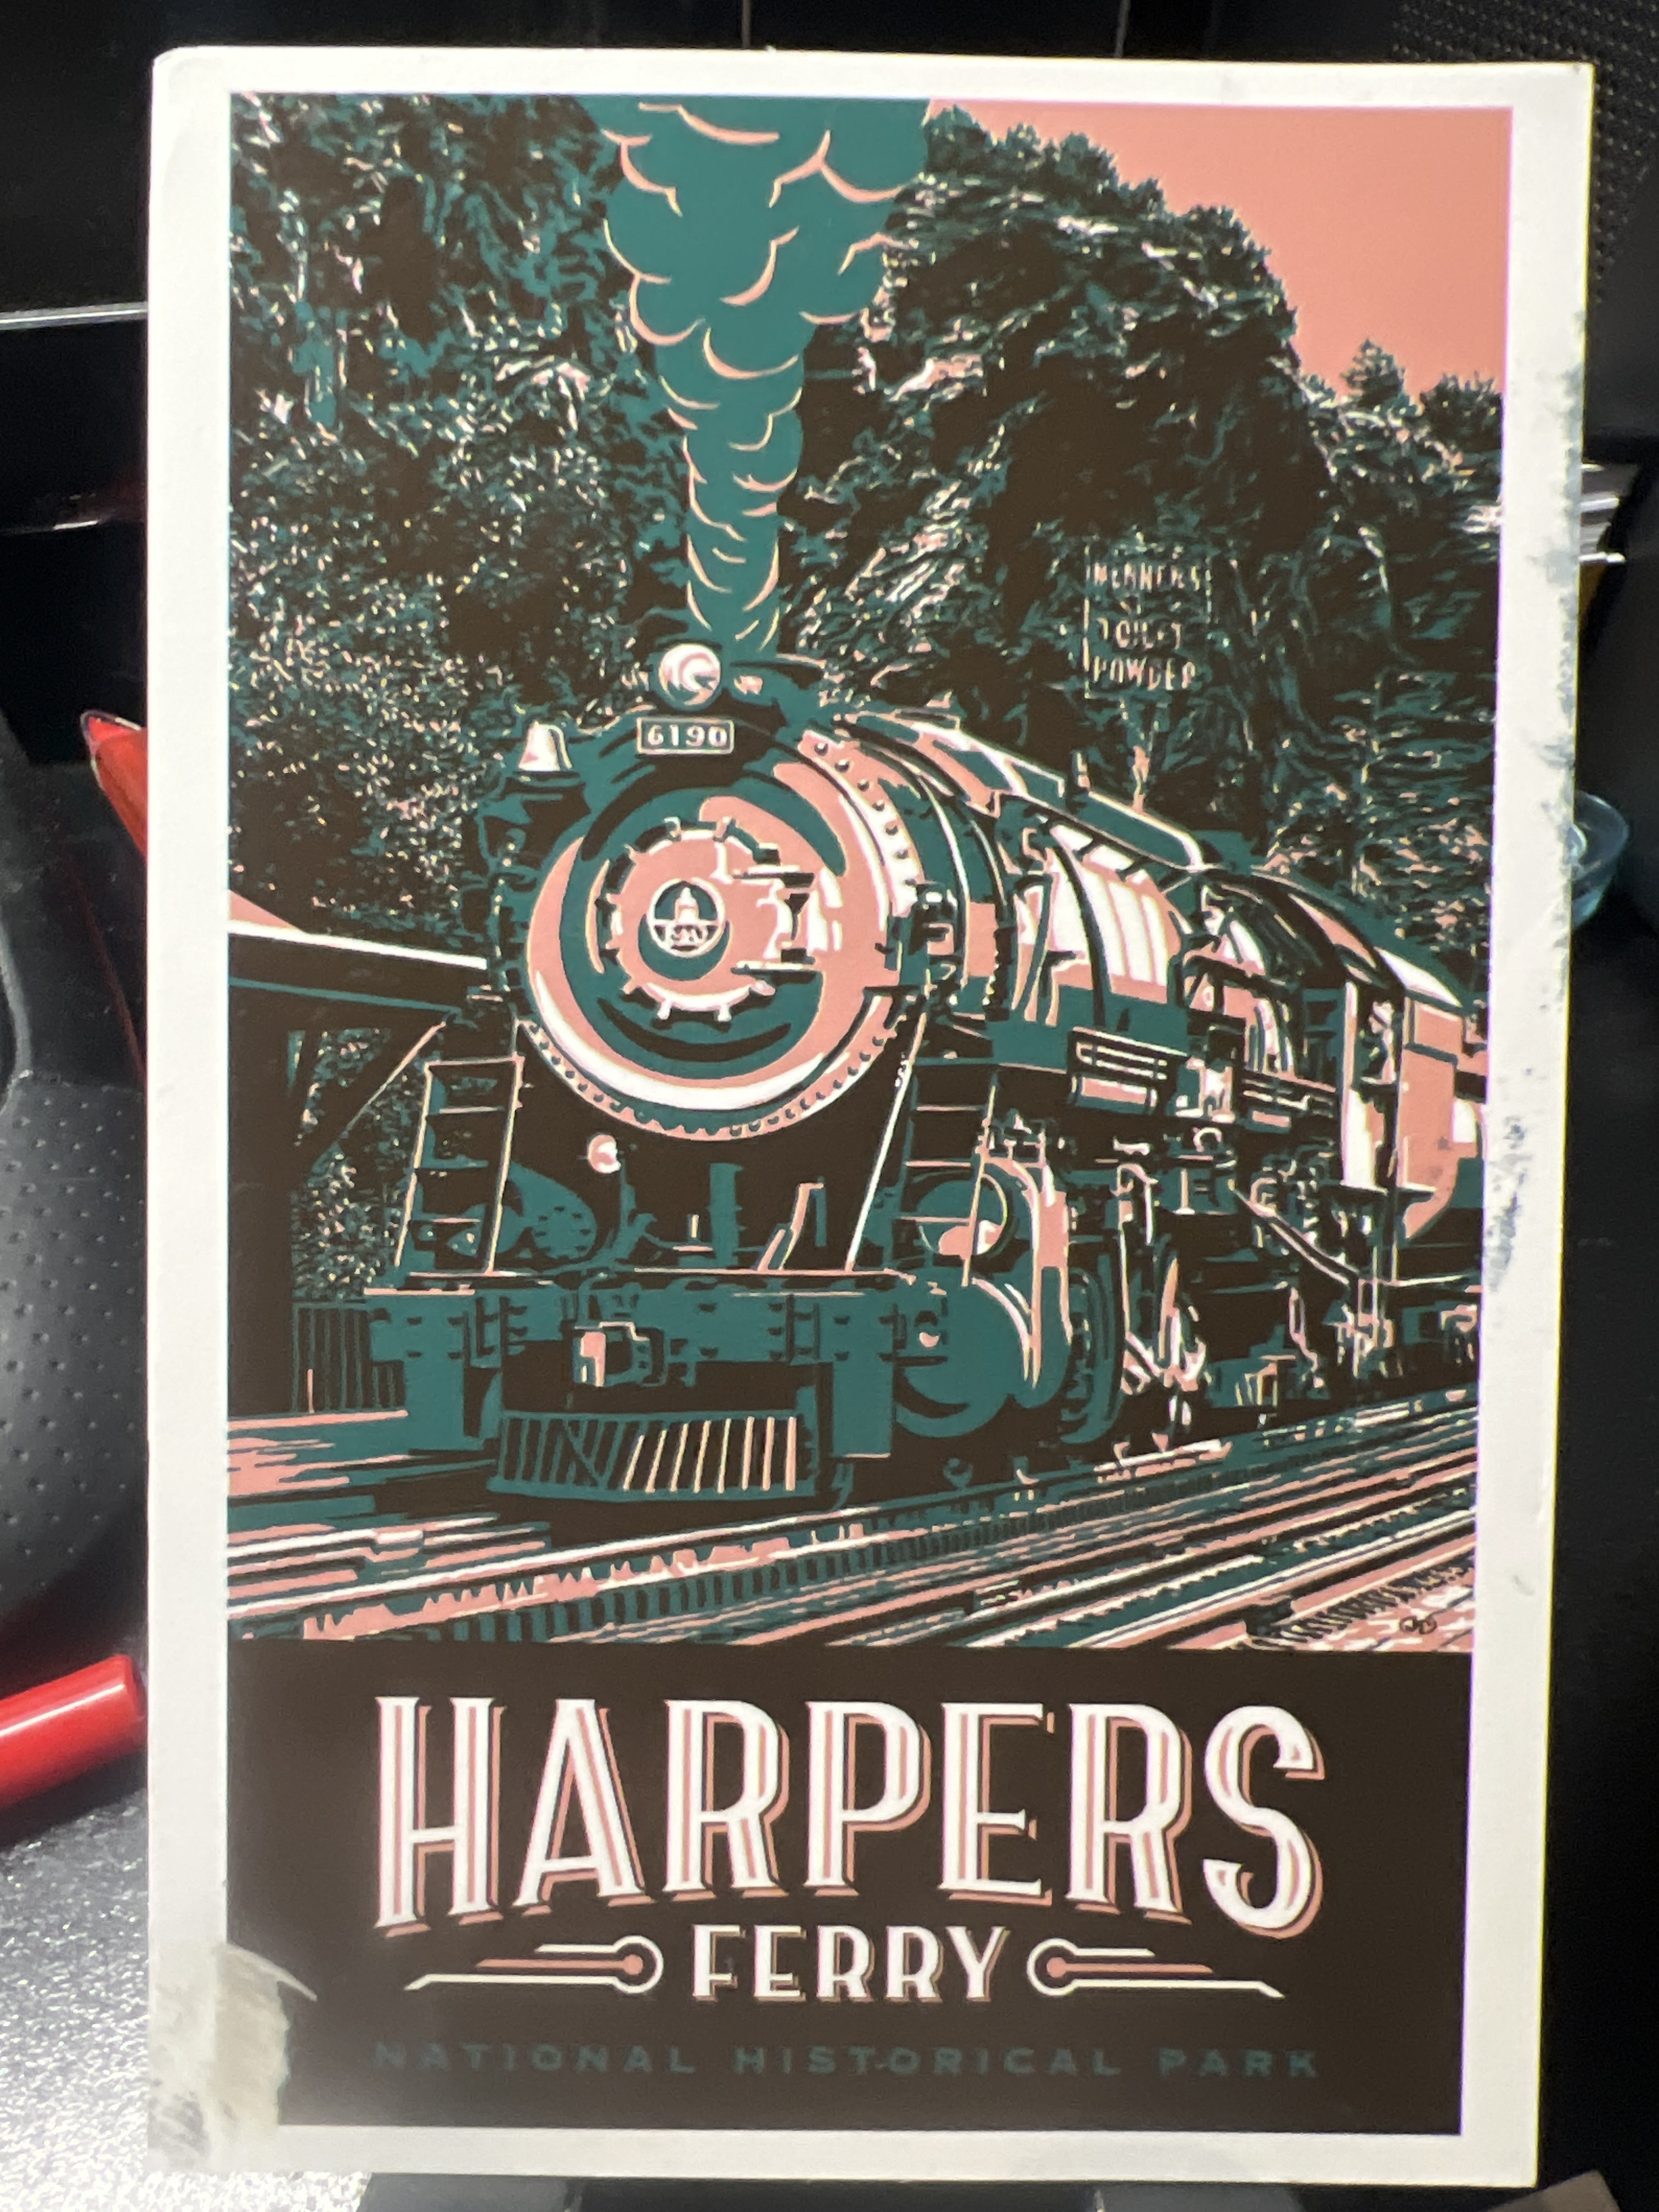 MENNEN'S
TOILET
POWDER
6190
HARPERS
FERRY
NATIONAL HISTORICAL PARK